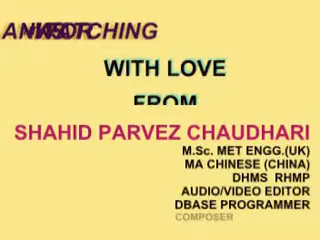 WATCHING
WITH LOVE
FROM
SHAHID PARVEZ CHAUDHARI
M.Sc. MET ENGG.(UK)
MA CHINESE (CHINA)
DHMS RHMP
AUDIO/VIDEO EDITOR
DBASE PROGRAMMER
COMPOSER